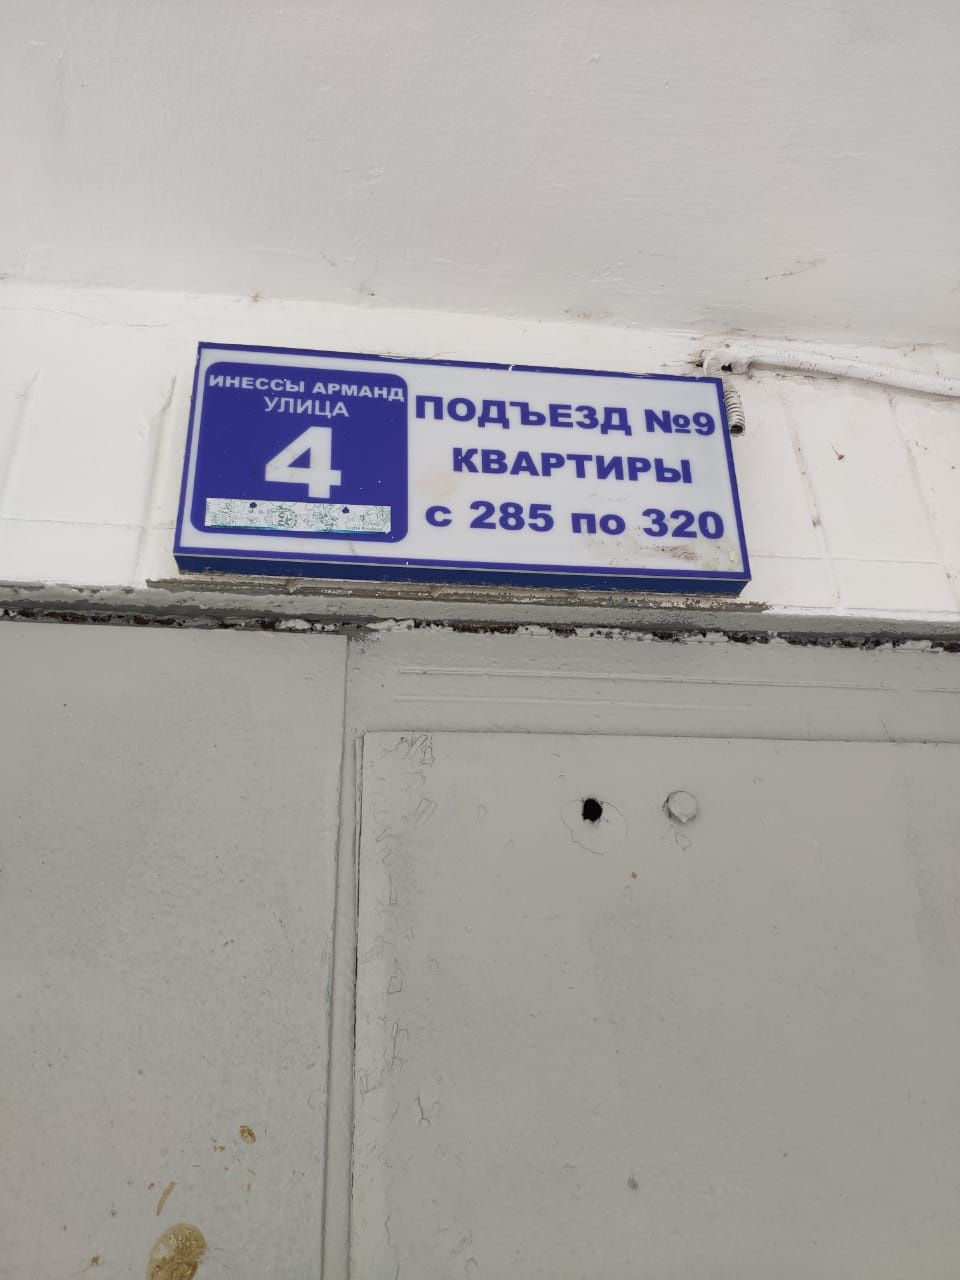 ИНЕССЫ АРМАНД
УЛИЦА
4
ПОДЪЕЗД №9
КВАРТИРЫ
с 285 по 320